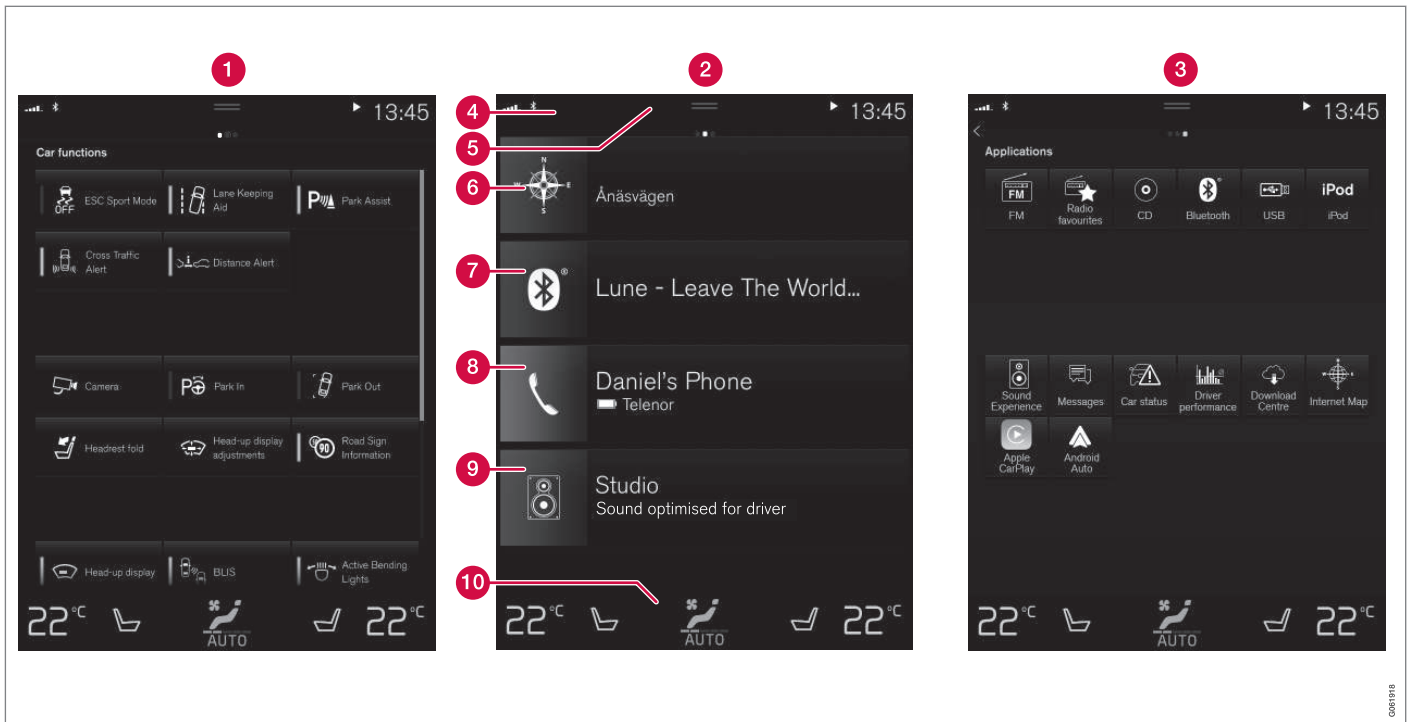 1
2
3
13:45
Car functions
ESC Sport Mode
OFF
Lane Keeping
Aid
Park Assist
Cross Traffic
Alert
Distance Alert
Camera
Park In
Park Out
Headrest fold
Head-up display
adjustments
90
Road Sign
Information
Head-up display
BLIS
Active Bending
Lights
22°C
AUTO
22°C
4
13:45
5
6
N
W
E
S
Ånäsvägen
7
®
Lune - Leave The World...
8
Daniel's Phone
Telenor
9
Studio
Sound optimised for driver
10
22°C
AUTO
22°C
13:45
Applications
FM
FM
Radio
favourites
CD
Bluetooth
USB
iPod
iPod
Sound
Experience
Messages
Car status
Driver
performance
Download
Centre
Internet Map
Apple
CarPlay
Android
Auto
22°C
AUTO
22°C
G061918